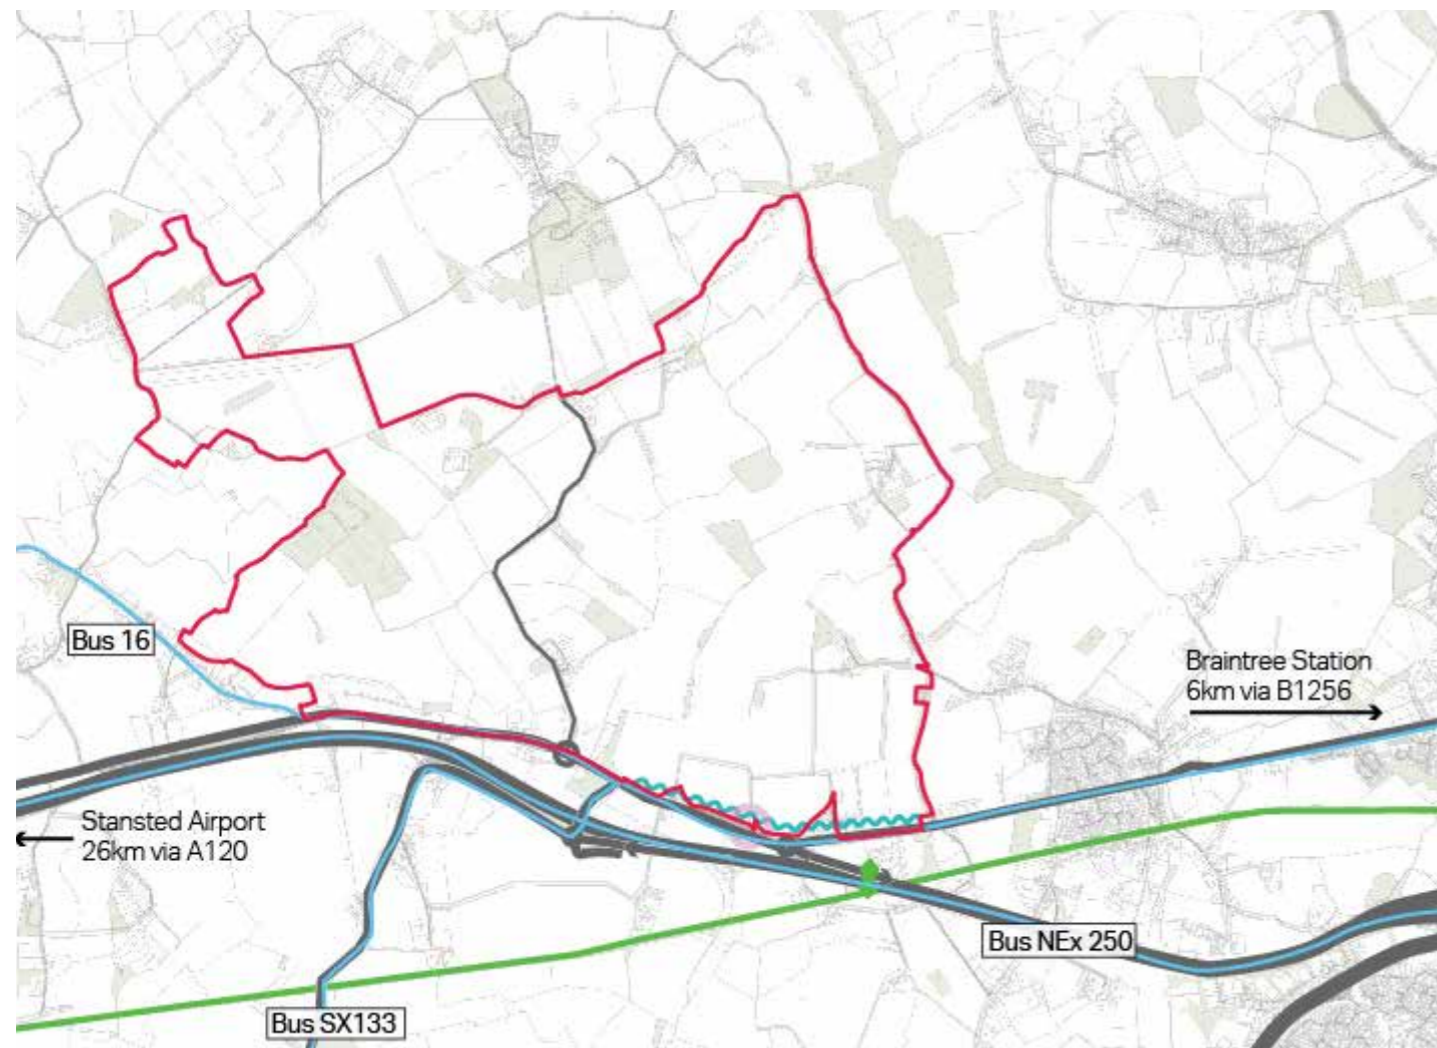 Bus 16
Braintree Station
6km via B1256
Stansted Airport
26km via A120
Bus NEx 250
Bus SX133